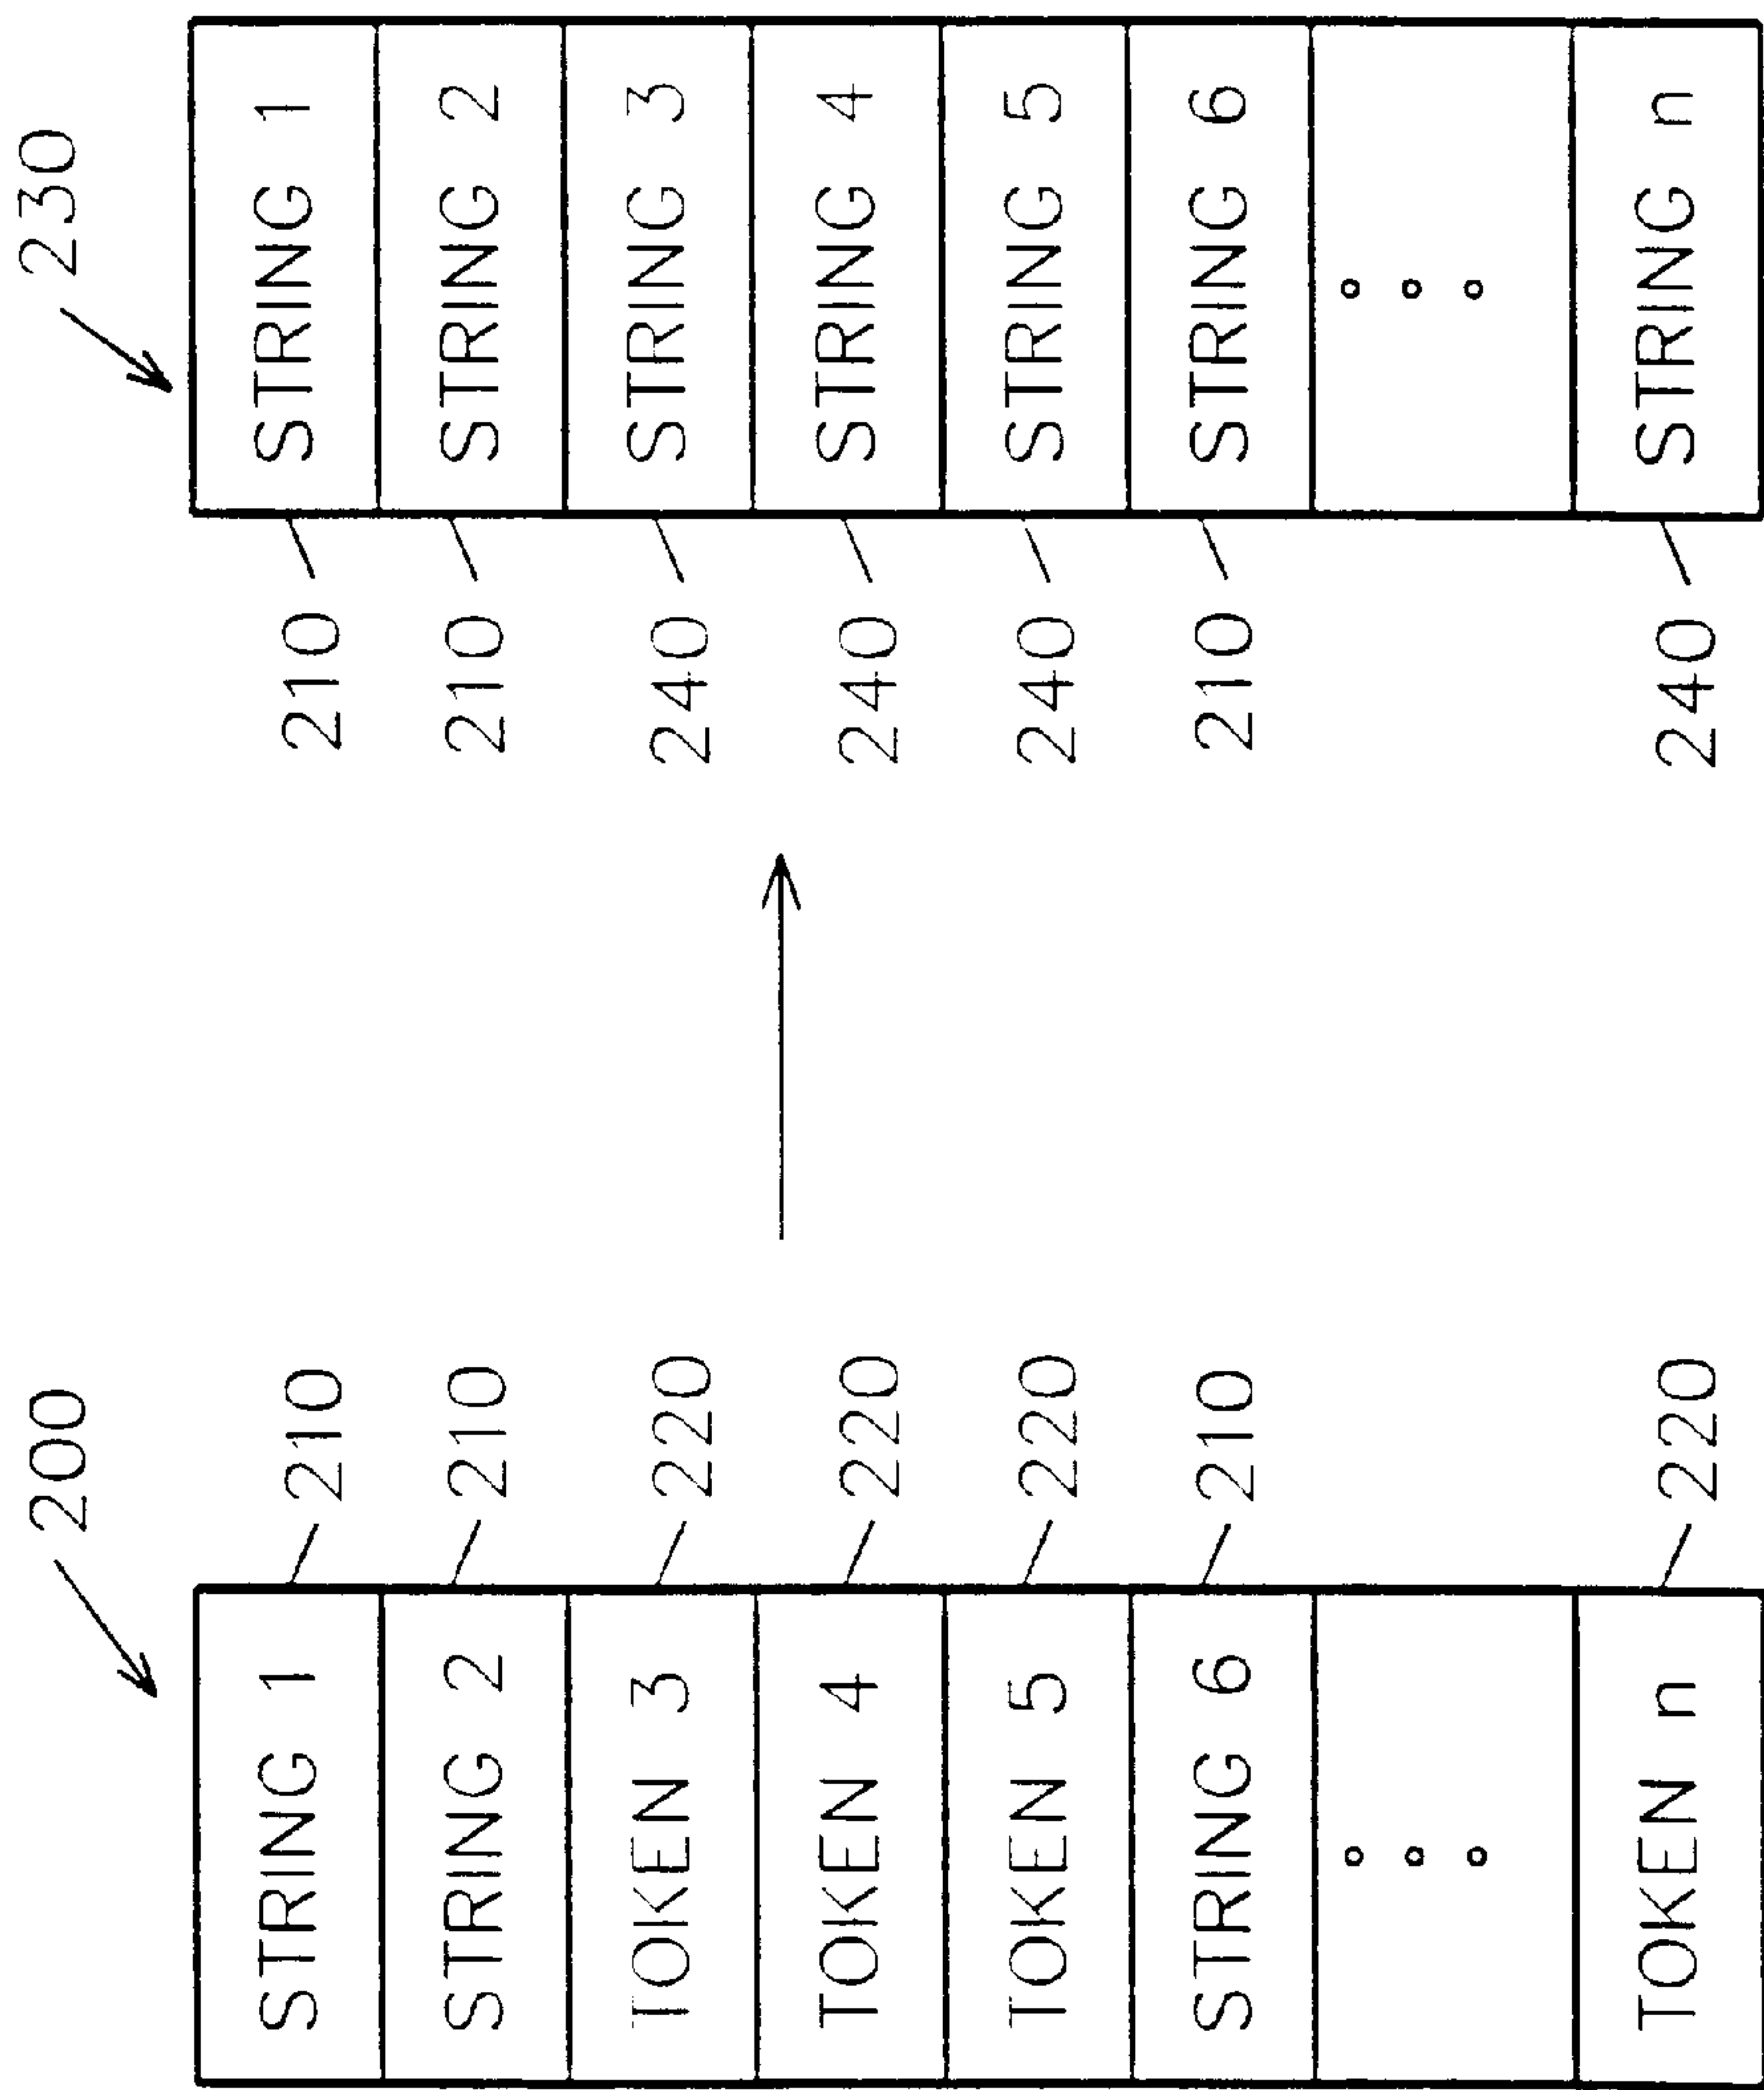 200
STRING 1 210
STRING 2 210
TOKEN 3 220
TOKEN 4 220
TOKEN 5 220
STRING 6 210
TOKEN n 220
230
210 STRING 1
210 STRING 2
240 STRING 3
240 STRING 4
240 STRING 5
210 STRING 6
240 STRING n